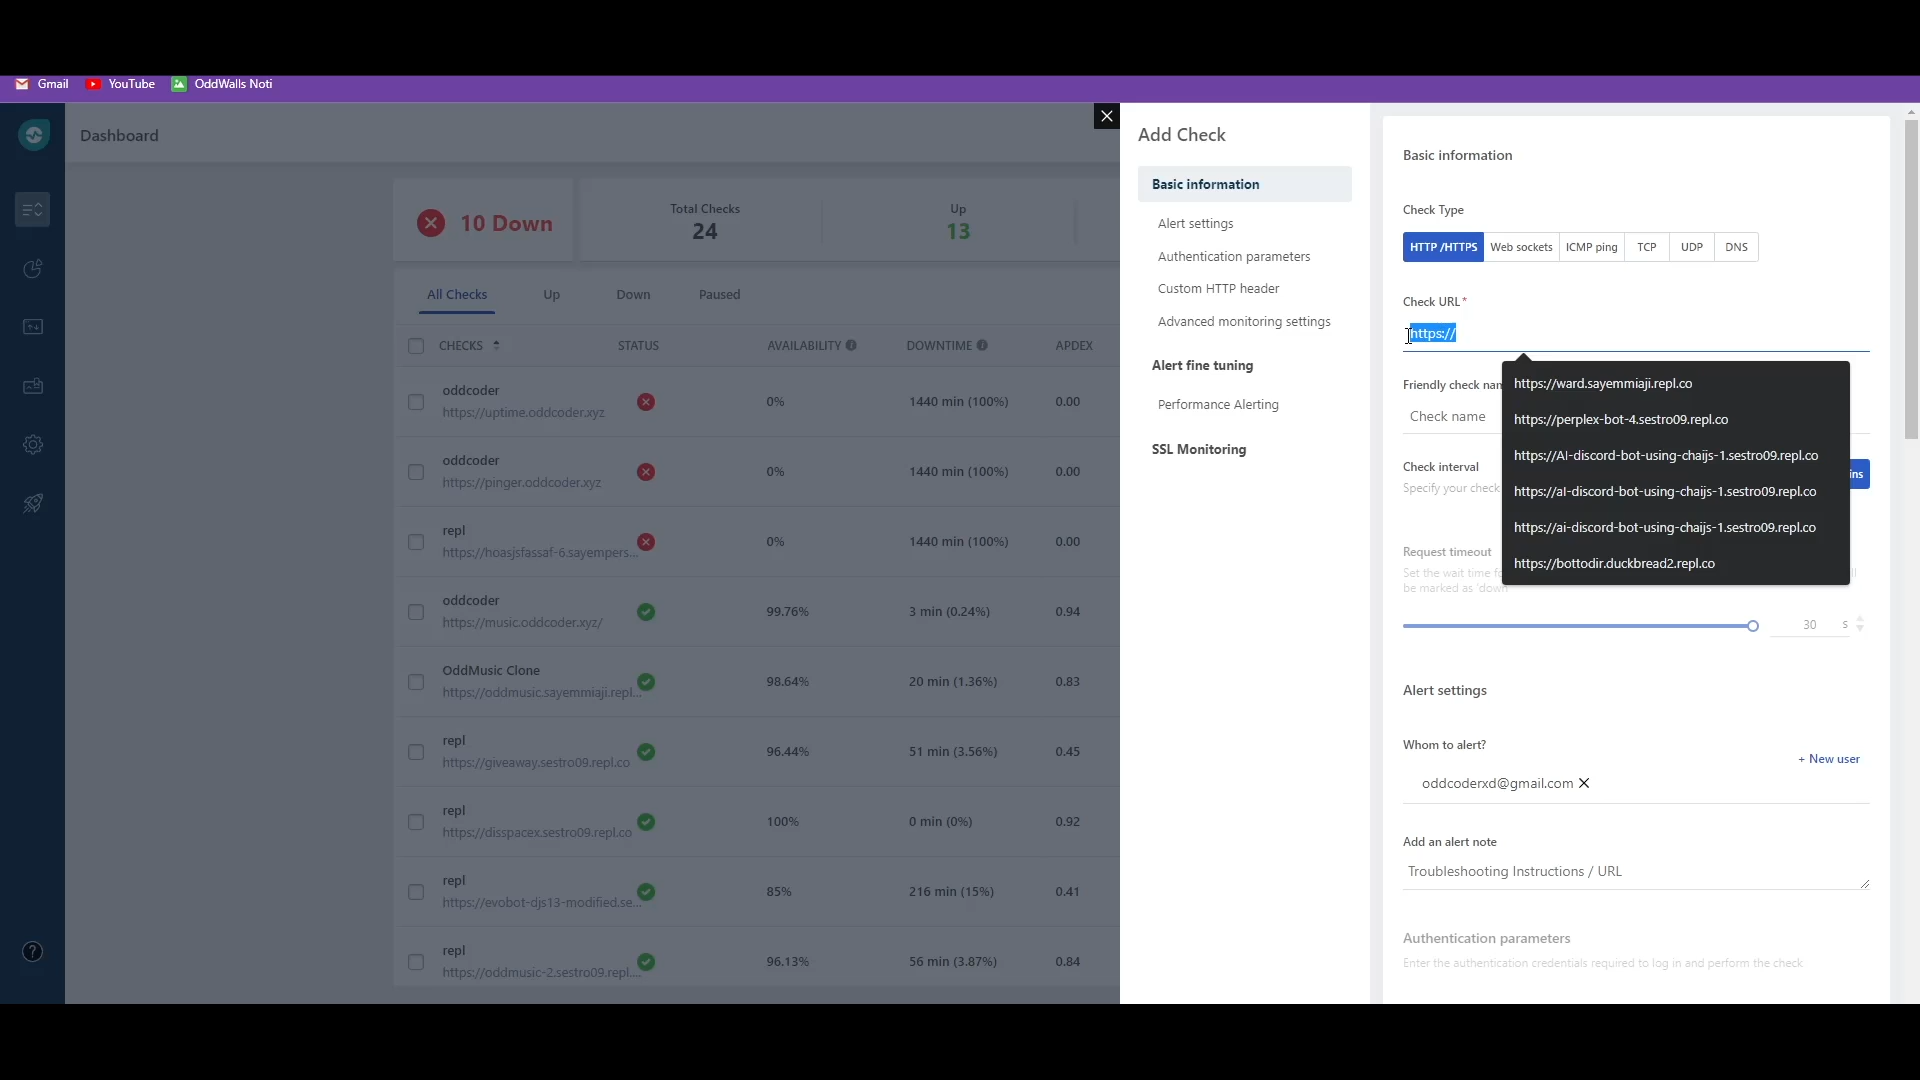 Gmail YouTube OddWalls Noti
Dashboard
10 Down
Total Checks
24
Up
13
All Checks Up Down Paused
CHECKS STATUS AVAILABILITY DOWNTIME APDEX
oddcoder
https://uptime.oddcoder.xyz
0% 1440 min (100%) 0.00
oddcoder
https://pinger.oddcoder.xyz
0% 1440 min (100%) 0.00
repl
https://hoasjsfassaf-6.sayempers...
0% 1440 min (100%) 0.00
oddcoder
https://music.oddcoder.xyz/
99.76% 3 min (0.24%) 0.94
OddMusic Clone
https://oddmusic.sayemmiaji.repl...
98.64% 20 min (1.36%) 0.83
repl
https://giveaway.sestro09.repl.co
96.44% 51 min (3.56%) 0.45
repl
https://disspacex.sestro09.repl.co
100% 0 min (0%) 0.92
repl
https://evobot-djs13-modified.se...
85% 216 min (15%) 0.41
repl
https://oddmusic-2.sestro09.repl....
96.13% 56 min (3.87%) 0.84
?
Add Check
Basic information
Alert settings
Authentication parameters
Custom HTTP header
Advanced monitoring settings
Alert fine tuning
Performance Alerting
SSL Monitoring
Basic information
Check Type
HTTP /HTTPS Web sockets ICMP ping TCP UDP DNS
Check URL*
https://
https://ward.sayemmiaji.repl.co
https://perplex-bot-4.sestro09.repl.co
https://AI-discord-bot-using-chaijs-1.sestro09.repl.co
https://aI-discord-bot-using-chaijs-1.sestro09.repl.co
https://ai-discord-bot-using-chaijs-1.sestro09.repl.co
https://bottodir.duckbread2.repl.co
Friendly check nam
Check name
Check interval
Specify your check
ins
Request timeout
Set the wait time fo
be marked as 'down'
30 s
Alert settings
Whom to alert?
+ New user
oddcoderxd@gmail.com
Add an alert note
Troubleshooting Instructions / URL
Authentication parameters
Enter the authentication credentials required to log in and perform the check